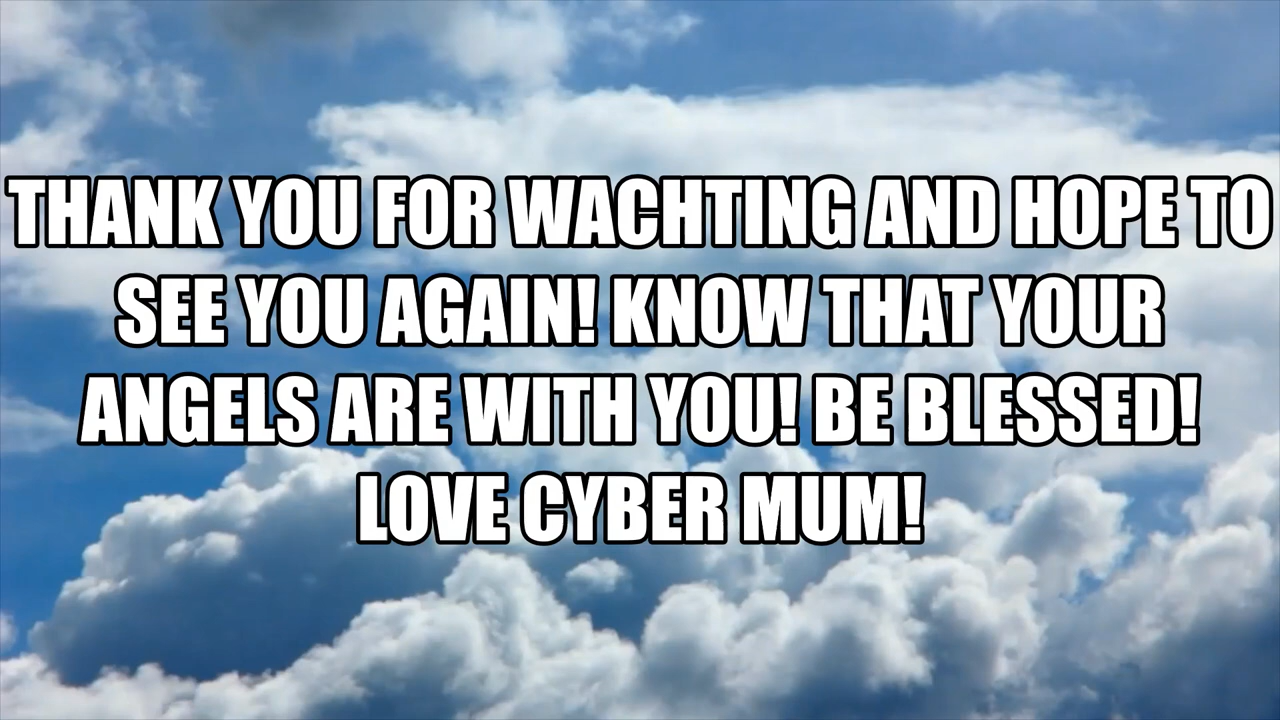 THANK YOU FOR WACHTING AND HOPE TO
SEE YOU AGAIN! KNOW THAT YOUR
ANGELS ARE WITH YOU! BE BLESSED!
LOVE CYBER MUM!